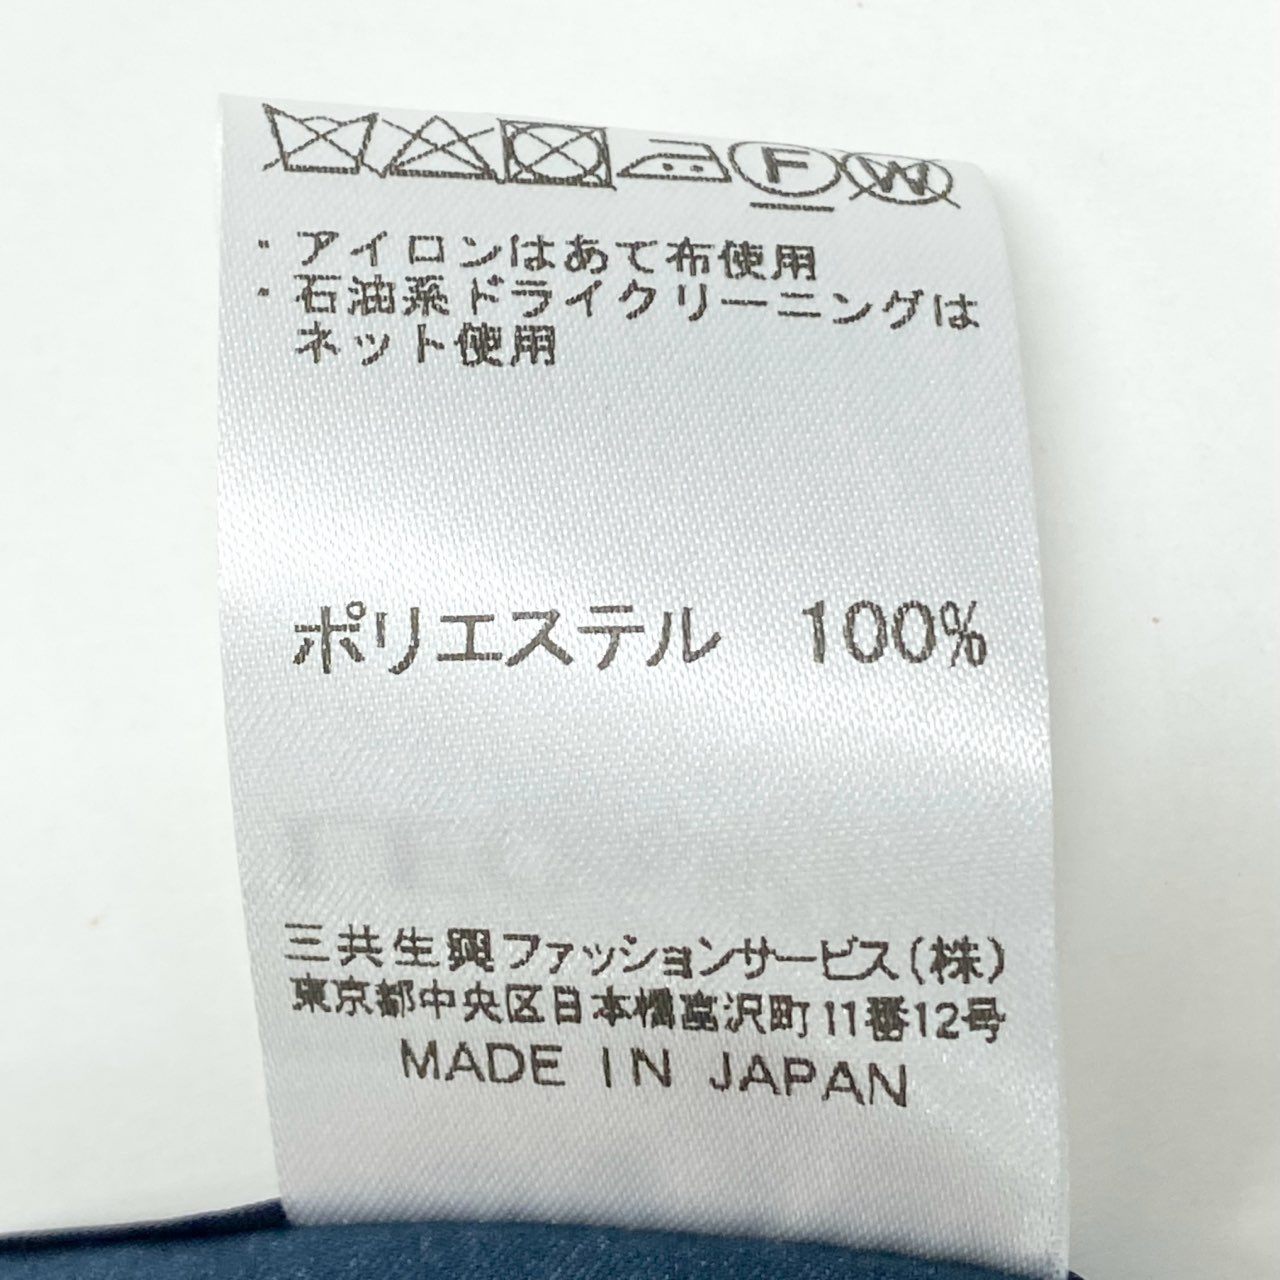 F W
・アイロンはあて布使用
・石油系ドライクリーニングは
ネット使用
ポリエステル 100%
三共生興ファッションサービス(株)
東京都中央区日本橋富沢町11番12号
MADE IN JAPAN